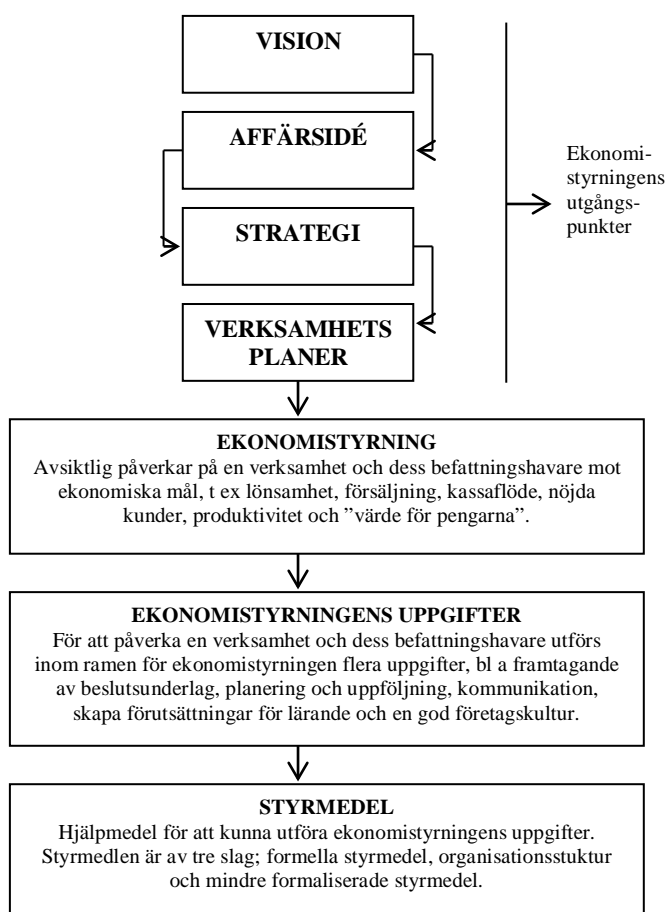 VISION
AFFÄRSIDÉ
STRATEGI
VERKSAMHETS
PLANER
Ekonomi-
styrningens
utgångs-
punkter
EKONOMISTYRNING
Avsiktlig påverkar på en verksamhet och dess befattningshavare mot
ekonomiska mål, t ex lönsamhet, försäljning, kassaflöde, nöjda
kunder, produktivitet och ”värde för pengarna”.
EKONOMISTYRNINGENS UPPGIFTER
För att påverka en verksamhet och dess befattningshavare utförs
inom ramen för ekonomistyrningen flera uppgifter, bl a framtagande
av beslutsunderlag, planering och uppföljning, kommunikation,
skapa förutsättningar för lärande och en god företagskultur.
STYRMEDEL
Hjälpmedel för att kunna utföra ekonomistyrningens uppgifter.
Styrmedlen är av tre slag; formella styrmedel, organisationsstuktur
och mindre formaliserade styrmedel.